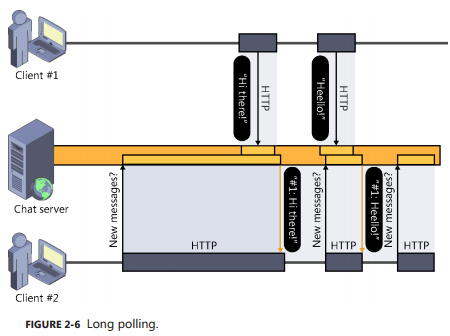 Client #1
"Hi there!"
HTTP
"Heello!"
HTTP
Chat server
New messages?
HTTP
"#1: Hi there!"
New messages?
HTTP
"#1: Heello!"
New messages?
HTTP
Client #2
FIGURE 2-6 Long polling.